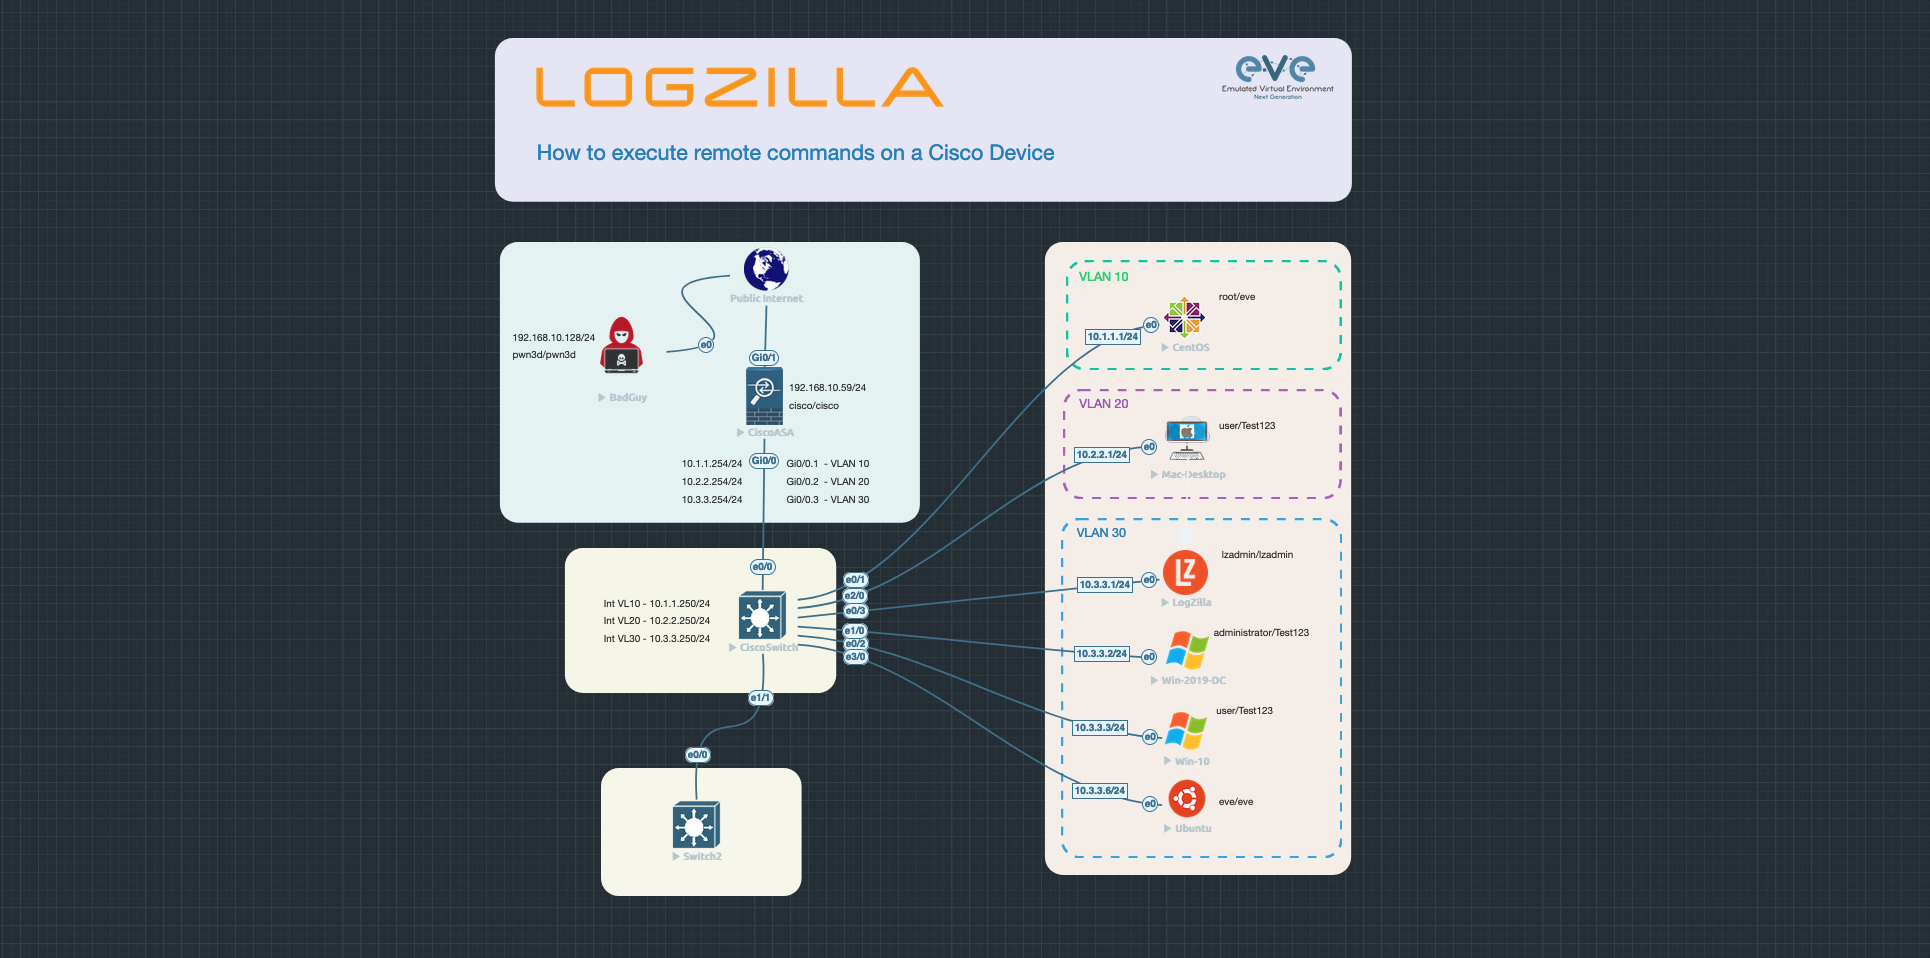 LOGZILLA
eve
Emulated Virtual Environment
Next Generation
How to execute remote commands on a Cisco Device
Public Internet
192.168.10.128/24
pwn3d/pwn3d
e0
BadGuy
Gi0/1
192.168.10.59/24
cisco/cisco
CiscoASA
10.1.1.254/24 Gi0/0 Gi0/0.1 - VLAN 10
10.2.2.254/24 Gi0/0.2 - VLAN 20
10.3.3.254/24 Gi0/0.3 - VLAN 30
e0/0
Int VL10 - 10.1.1.250/24
Int VL20 - 10.2.2.250/24
Int VL30 - 10.3.3.250/24
CiscoSwitch
e0/1
e2/0
e0/3
e1/0
e0/2
e3/0
e1/1
e0/0
Switch2
VLAN 10
root/eve
10.1.1.1/24
e0
CentOS
VLAN 20
user/Test123
10.2.2.1/24
e0
Mac-Desktop
VLAN 30
lzadmin/lzadmin
LZ
10.3.3.1/24
e0
LogZilla
administrator/Test123
10.3.3.2/24
e0
Win-2019-DC
user/Test123
10.3.3.3/24
e0
Win-10
10.3.3.6/24
e0
eve/eve
Ubuntu